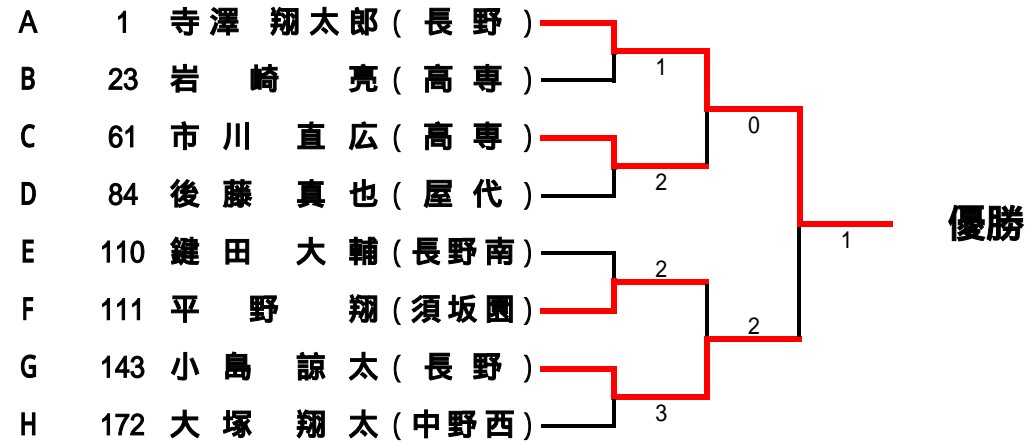 A 1 寺澤 翔太郎(長野)
1
B 23 岩崎 亮(高専)
0
C 61 市川 直広(高専)
2
D 84 後藤 真也(屋代)
優勝
1
E 110 鍵田 大輔(長野南)
2
F 111 平野 翔(須坂園)
2
G 143 小島 諒太(長野)
3
H 172 大塚 翔太(中野西)